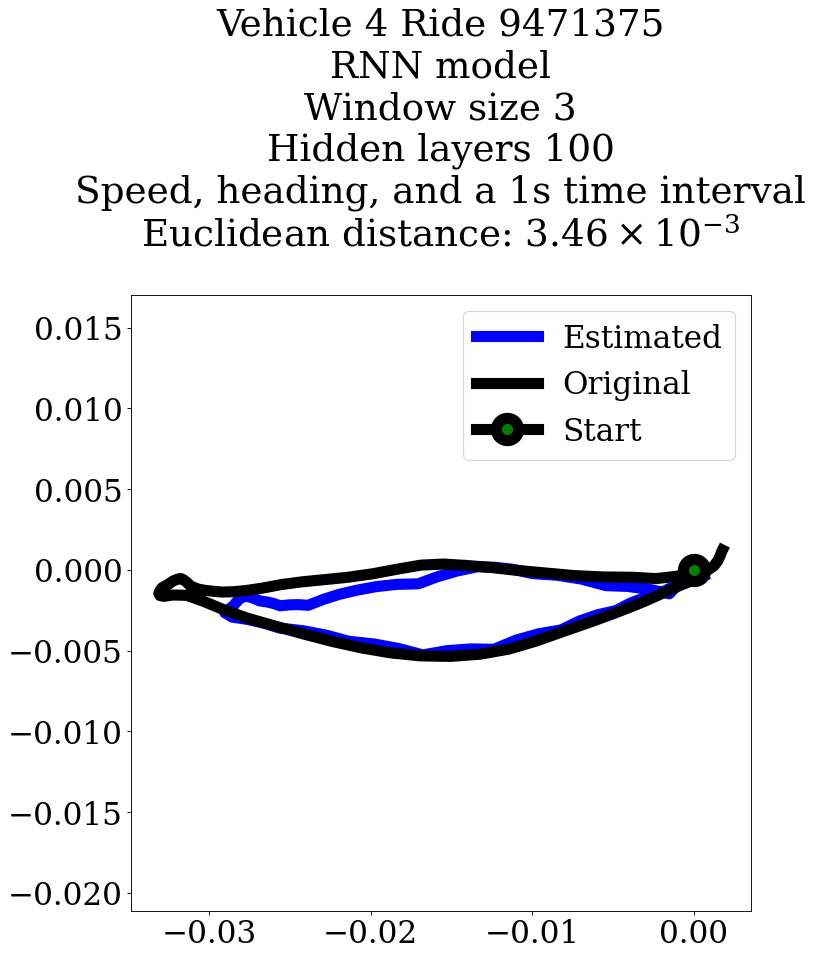 Vehicle 4 Ride 9471375
RNN model
Window size 3
Hidden layers 100
Speed, heading, and a 1s time interval
Euclidean distance: 3.46 × 10⁻³
Estimated
Original
Start
0.015
0.010
0.005
0.000
−0.005
−0.010
−0.015
−0.020
−0.03 −0.02 −0.01 0.00